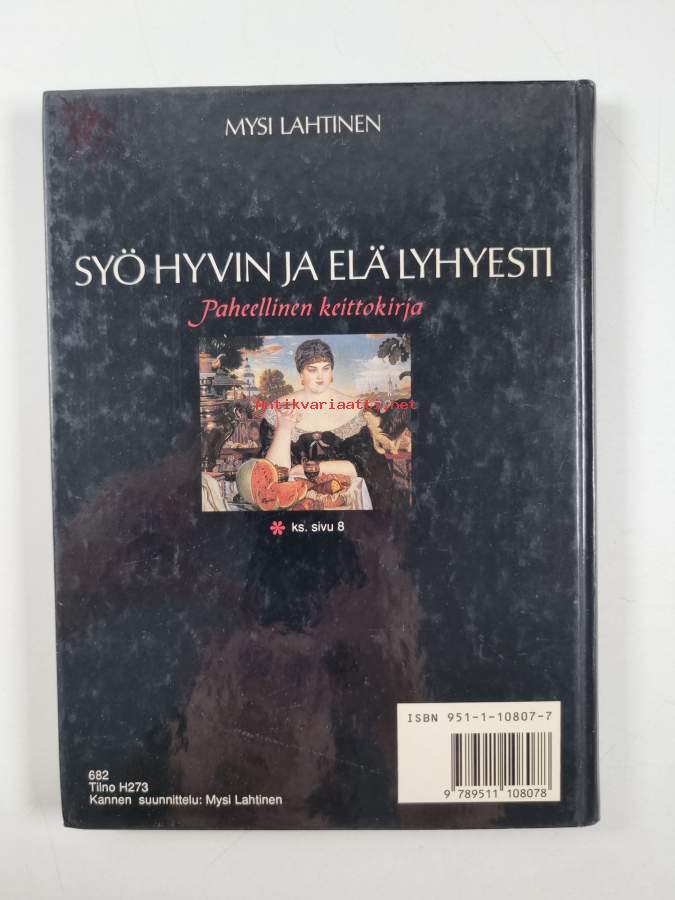 MYSI LAHTINEN
SYÖ HYVIN JA ELÄ LYHYESTI
Paheellinen keittokirja
Antikvariaatti.net
ks. sivu 8
ISBN 951-1-10807-7
9 789511 108078
682
Tilno H273
Kannen suunnittelu: Mysi Lahtinen